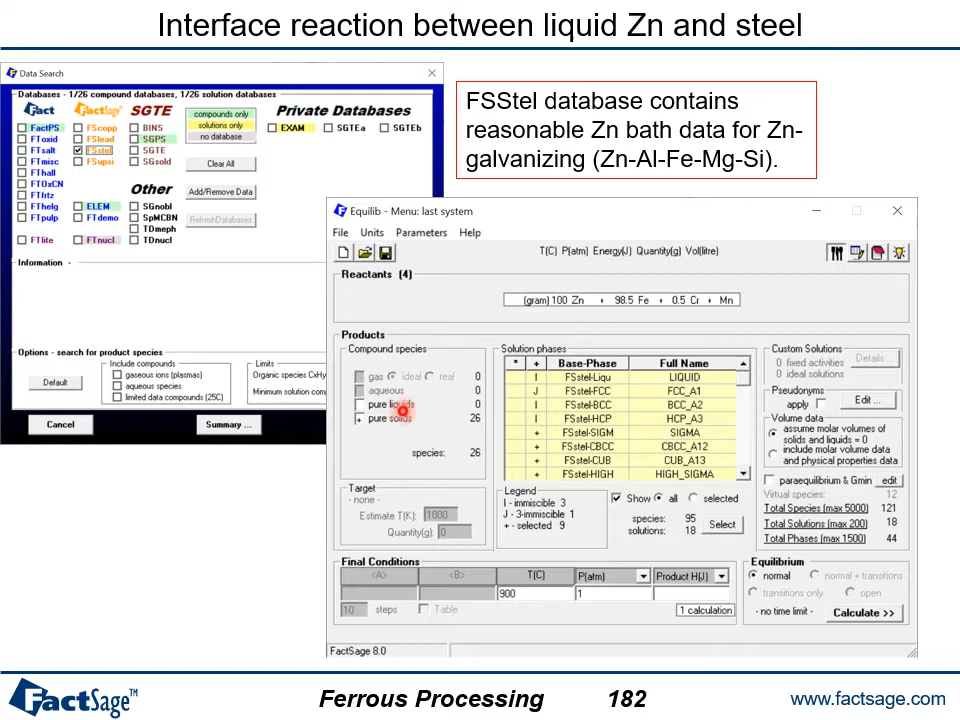 Interface reaction between liquid Zn and steel
Data Search
Databases - 1/26 compound databases, 1/26 solution databases
Fact FactSage SGTE
compounds only
solutions only
no database
Private Databases
EXAM SGTEa SGTEb
FactPS FScopp BINS
FToxid FSlead SGPS
FTsalt FSstel SGTE
FTmisc FSupsi SGsold
FThall
FTOxCN
FTfrtz
Other
FThelg ELEM SGnobl
FTpulp FTdemo SpMCBN
TDmeph
FTlite FTnucl TDnucl
Clear All
Add/Remove Data
RefreshDatabases
Information -
Options - search for product species
Default
Include compounds
gaseous ions (plasmas)
aqueous species
limited data compounds (25C)
Limits
Organic species CxHy
Minimum solution com
Cancel
Summary ...
FSStel database contains
reasonable Zn bath data for Zn-
galvanizing (Zn-Al-Fe-Mg-Si).
Equilib - Menu: last system
File Units Parameters Help
T(C) P(atm) Energy(J) Quantity(g) Vol(litre)
Reactants (4)
(gram) 100 Zn + 98.5 Fe + 0.5 Cr + Mn
Products
Compound species
gas ideal real 0
aqueous 0
pure liquids 0
+ pure solids 26
species: 26
Target
- none -
Estimate T(K): 1000
Quantity(g): 0
Solution phases
* + Base-Phase Full Name
I FSstel-Liqu LIQUID
J FSstel-FCC FCC_A1
I FSstel-BCC BCC_A2
I FSstel-HCP HCP_A3
+ FSstel-SIGM SIGMA
+ FSstel-CBCC CBCC_A12
+ FSstel-CUB CUB_A13
+ FSstel-HIGH HIGH_SIGMA
Legend
I - immiscible 3
J - 3-immiscible 1
+ - selected 9
Show all selected
species: 95
solutions: 18
Select
Custom Solutions
0 fixed activities
0 ideal solutions
Details ...
Pseudonyms
apply Edit ...
Volume data
assume molar volumes of
solids and liquids = 0
include molar volume data
and physical properties data
paraequilibrium & Gmin edit
Virtual species: 12
Total Species (max 5000) 121
Total Solutions (max 200) 18
Total Phases (max 1500) 44
Final Conditions
<A> <B> T(C) P(atm) Product H(J)
900 1
10 steps Table
1 calculation
Equilibrium
normal normal + transitions
transitions only open
- no time limit - Calculate >>
FactSage 8.0
FactSage™
Ferrous Processing
182
www.factsage.com